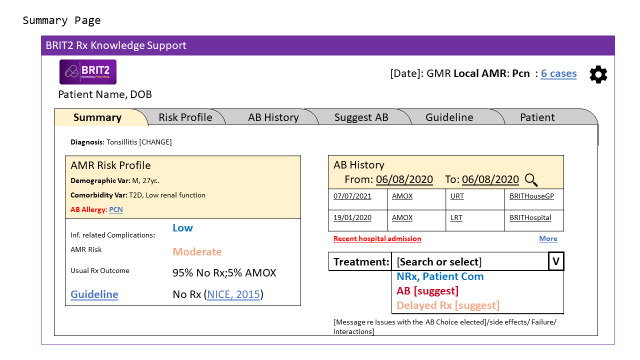 Summary Page
BRIT2 Rx Knowledge Support
BRIT2
[Date]: GMR Local AMR: Pcn : 6 cases
Patient Name, DOB
Summary Risk Profile AB History Suggest AB Guideline Patient
Diagnosis: Tonsillitis [CHANGE]
AMR Risk Profile
Demographic Var: M, 27yr..
Comorbidity Var: T2D, Low renal function
AB Allergy: PCN
Inf. related Complications: Low
AMR Risk Moderate
Usual Rx Outcome 95% No Rx;5% AMOX
Guideline No Rx (NICE, 2015)
AB History
From: 06/08/2020 To: 06/08/2020
07/07/2021 AMOX URT BRITHouseGP
19/01/2020 AMOX LRT BRITHospital
Recent hospital admission More
Treatment: [Search or select] V
NRx, Patient Com
AB [suggest]
Delayed Rx [suggest]
[Message re Issues with the AB Choice elected]/side effects/ Failure/
Interactions]